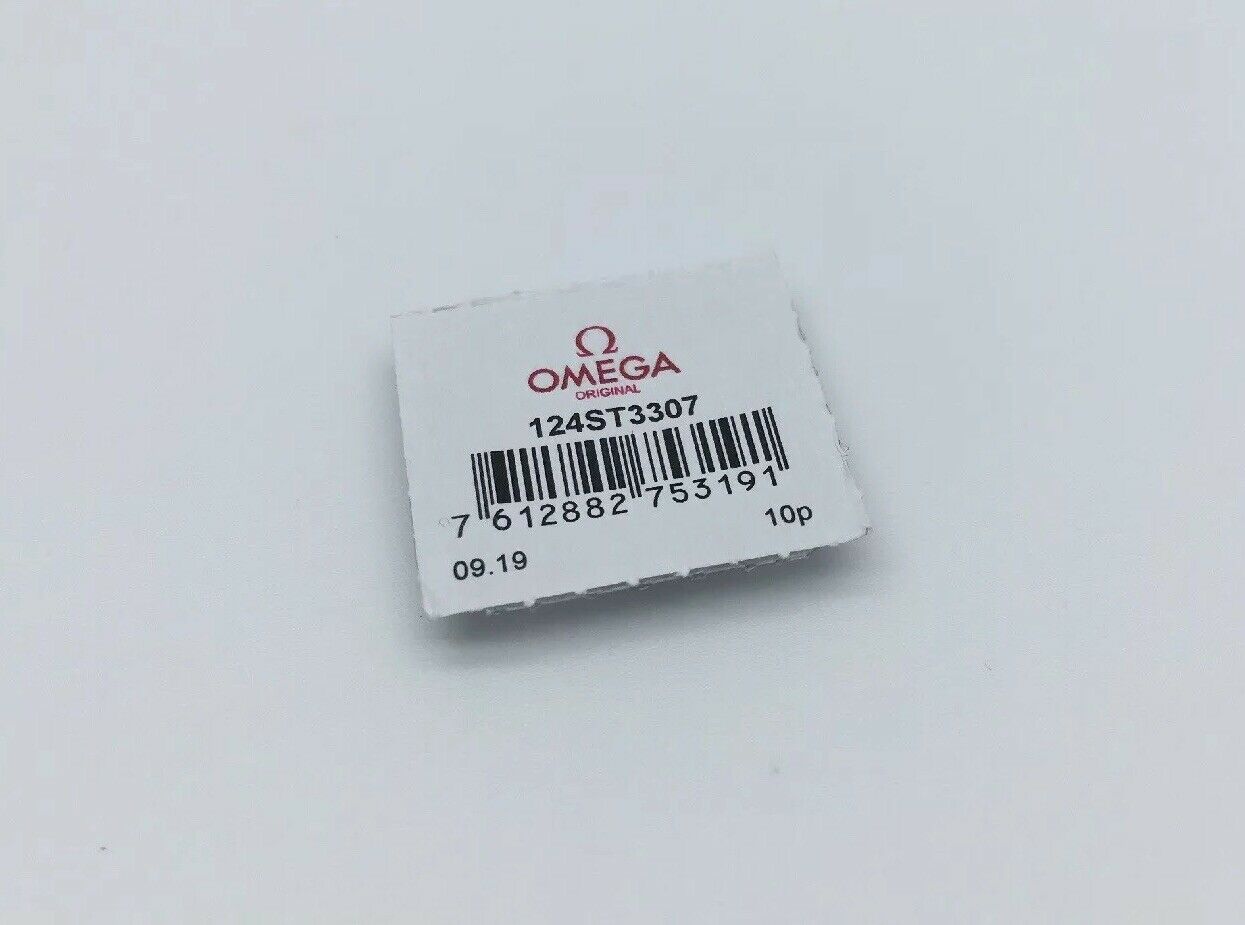 Ω
OMEGA
ORIGINAL
124ST3307
7 612882 753191
10p
09.19